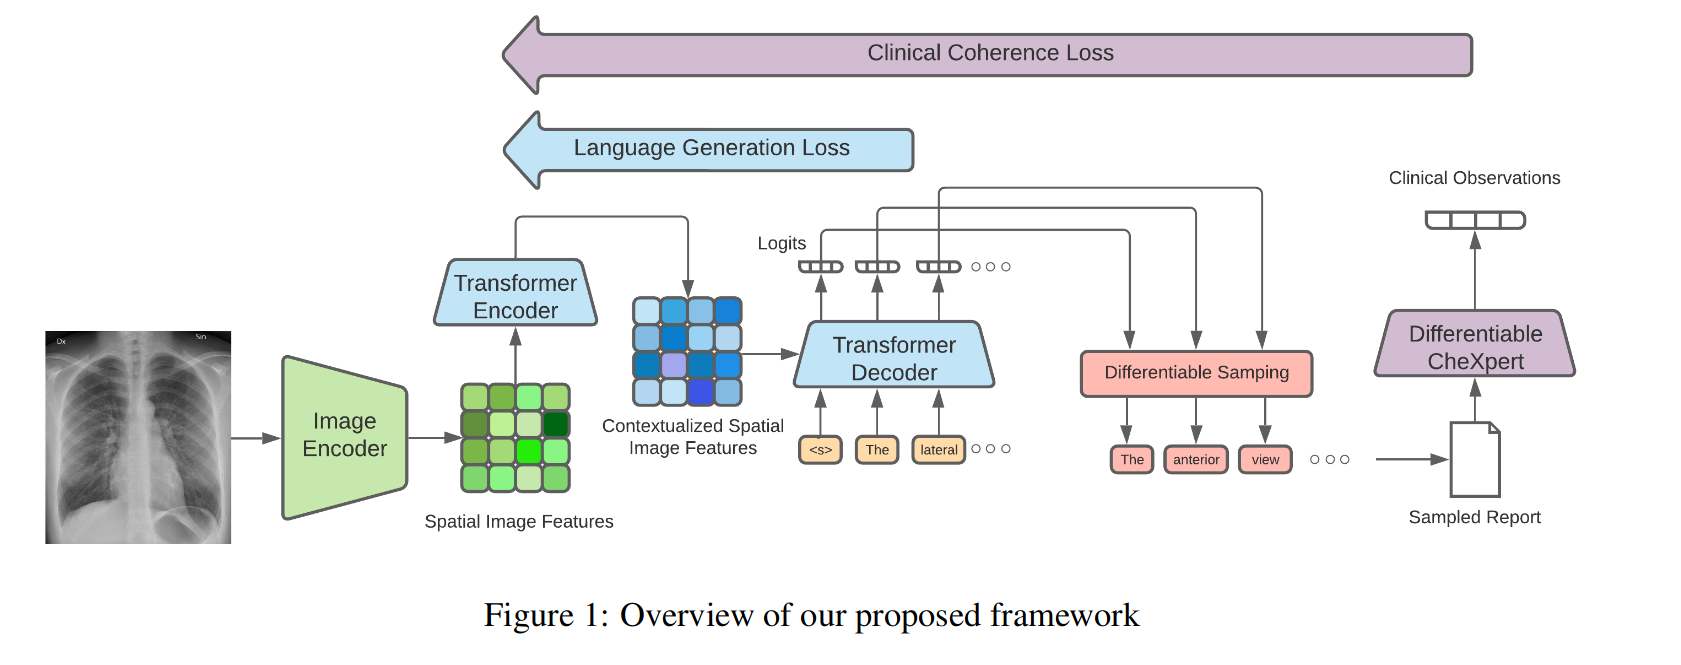 Clinical Coherence Loss
Language Generation Loss
Clinical Observations
Logits
Transformer
Encoder
Dx
Sin
Transformer
Decoder
Differentiable
CheXpert
Differentiable Samping
Image
Encoder
Contextualized Spatial
Image Features
<s>
The
lateral
The
anterior
view
Spatial Image Features
Sampled Report
Figure 1: Overview of our proposed framework